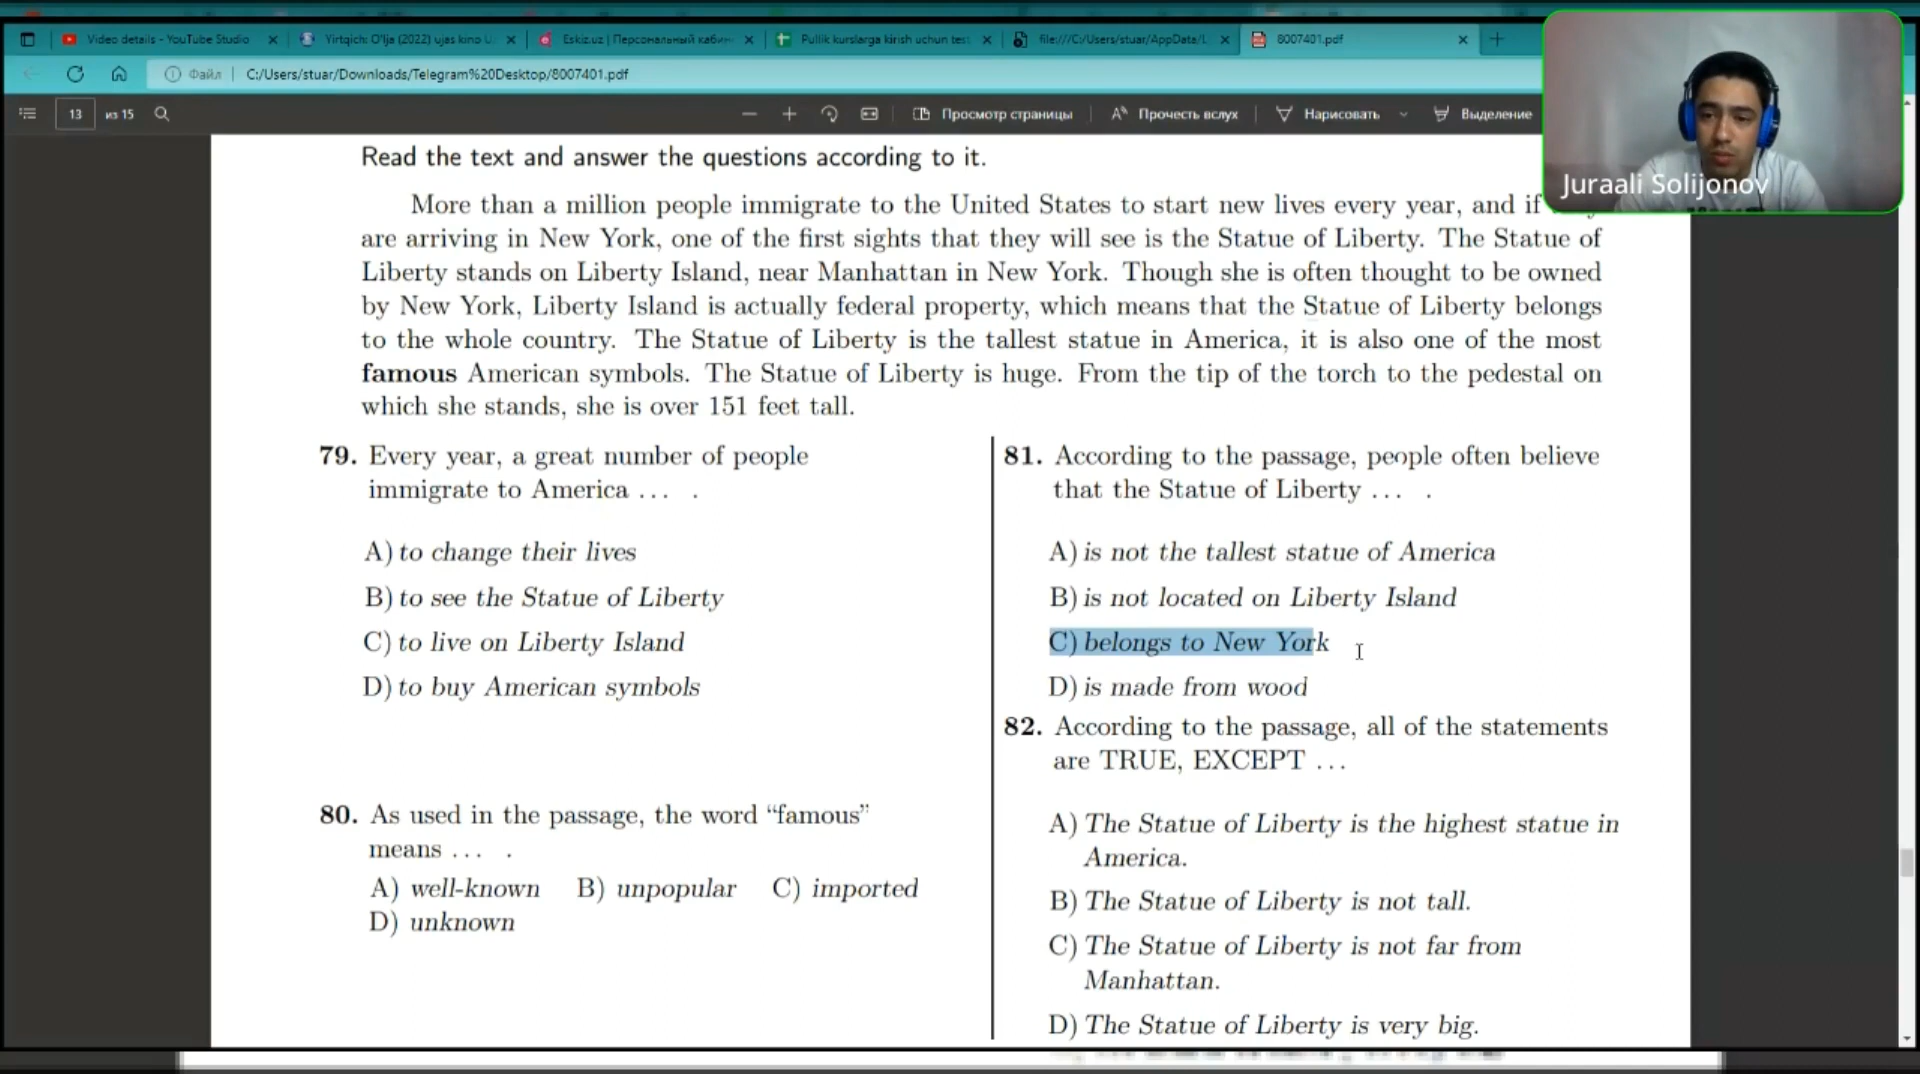 Video details - YouTube Studio
Yirtqich: O'lja (2022) ujas kino U
Eskiz.uz | Персональный кабин
Pullik kurslarga kirish uchun test
file:///C:/Users/stuar/AppData/L
8007401.pdf
Файл | C:/Users/stuar/Downloads/Telegram%20Desktop/8007401.pdf
13 из 15
Просмотр страницы
Прочесть вслух
Нарисовать
Выделение
Juraali Solijonov
Read the text and answer the questions according to it.
More than a million people immigrate to the United States to start new lives every year, and if
are arriving in New York, one of the first sights that they will see is the Statue of Liberty. The Statue of
Liberty stands on Liberty Island, near Manhattan in New York. Though she is often thought to be owned
by New York, Liberty Island is actually federal property, which means that the Statue of Liberty belongs
to the whole country. The Statue of Liberty is the tallest statue in America, it is also one of the most
famous American symbols. The Statue of Liberty is huge. From the tip of the torch to the pedestal on
which she stands, she is over 151 feet tall.
79. Every year, a great number of people
immigrate to America ... .
A) to change their lives
B) to see the Statue of Liberty
C) to live on Liberty Island
D) to buy American symbols
80. As used in the passage, the word “famous”
means ... .
A) well-known B) unpopular C) imported
D) unknown
81. According to the passage, people often believe
that the Statue of Liberty ... .
A) is not the tallest statue of America
B) is not located on Liberty Island
C) belongs to New York
D) is made from wood
82. According to the passage, all of the statements
are TRUE, EXCEPT ...
A) The Statue of Liberty is the highest statue in
America.
B) The Statue of Liberty is not tall.
C) The Statue of Liberty is not far from
Manhattan.
D) The Statue of Liberty is very big.